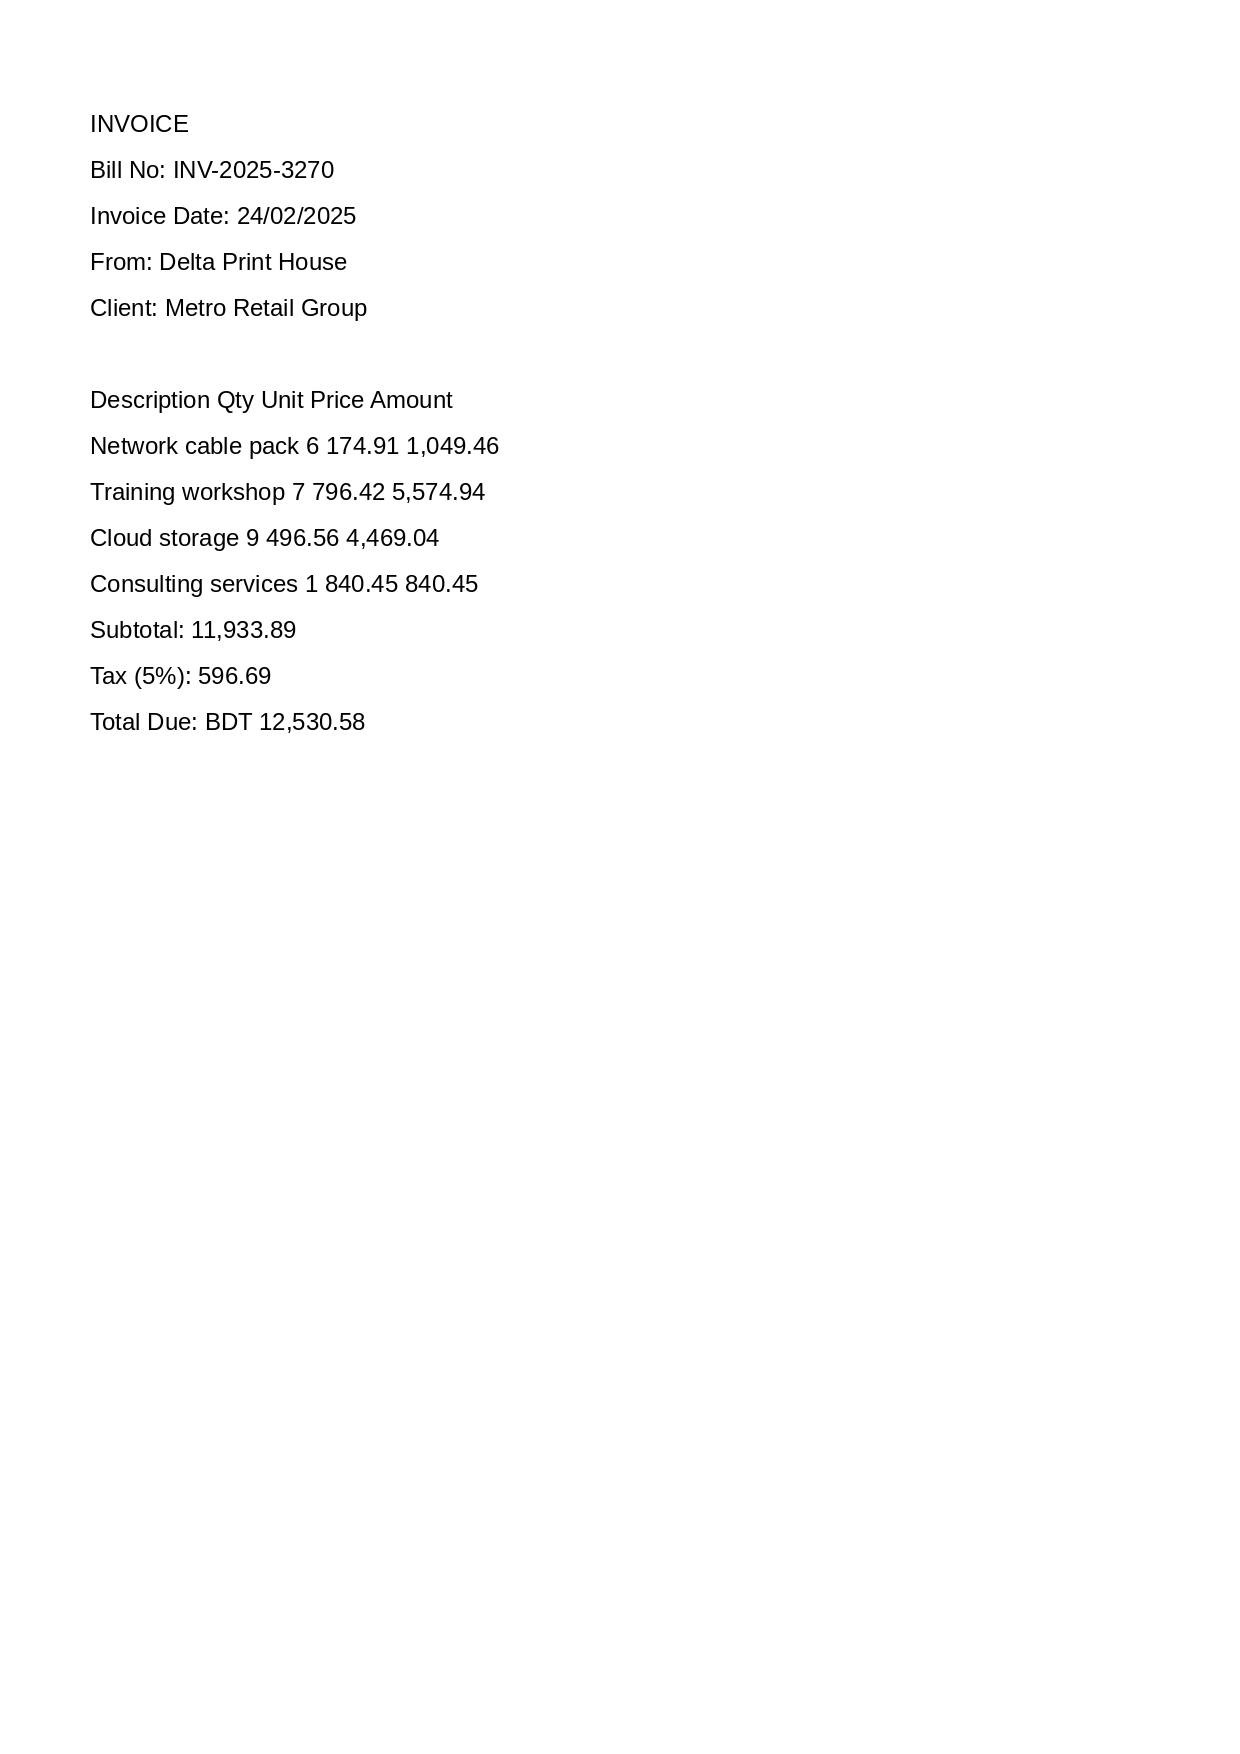 INVOICE
Bill No: INV-2025-3270
Invoice Date: 24/02/2025
From: Delta Print House
Client: Metro Retail Group
Description Qty Unit Price Amount
Network cable pack 6 174.91 1,049.46
Training workshop 7 796.42 5,574.94
Cloud storage 9 496.56 4,469.04
Consulting services 1 840.45 840.45
Subtotal: 11,933.89
Tax (5%): 596.69
Total Due: BDT 12,530.58